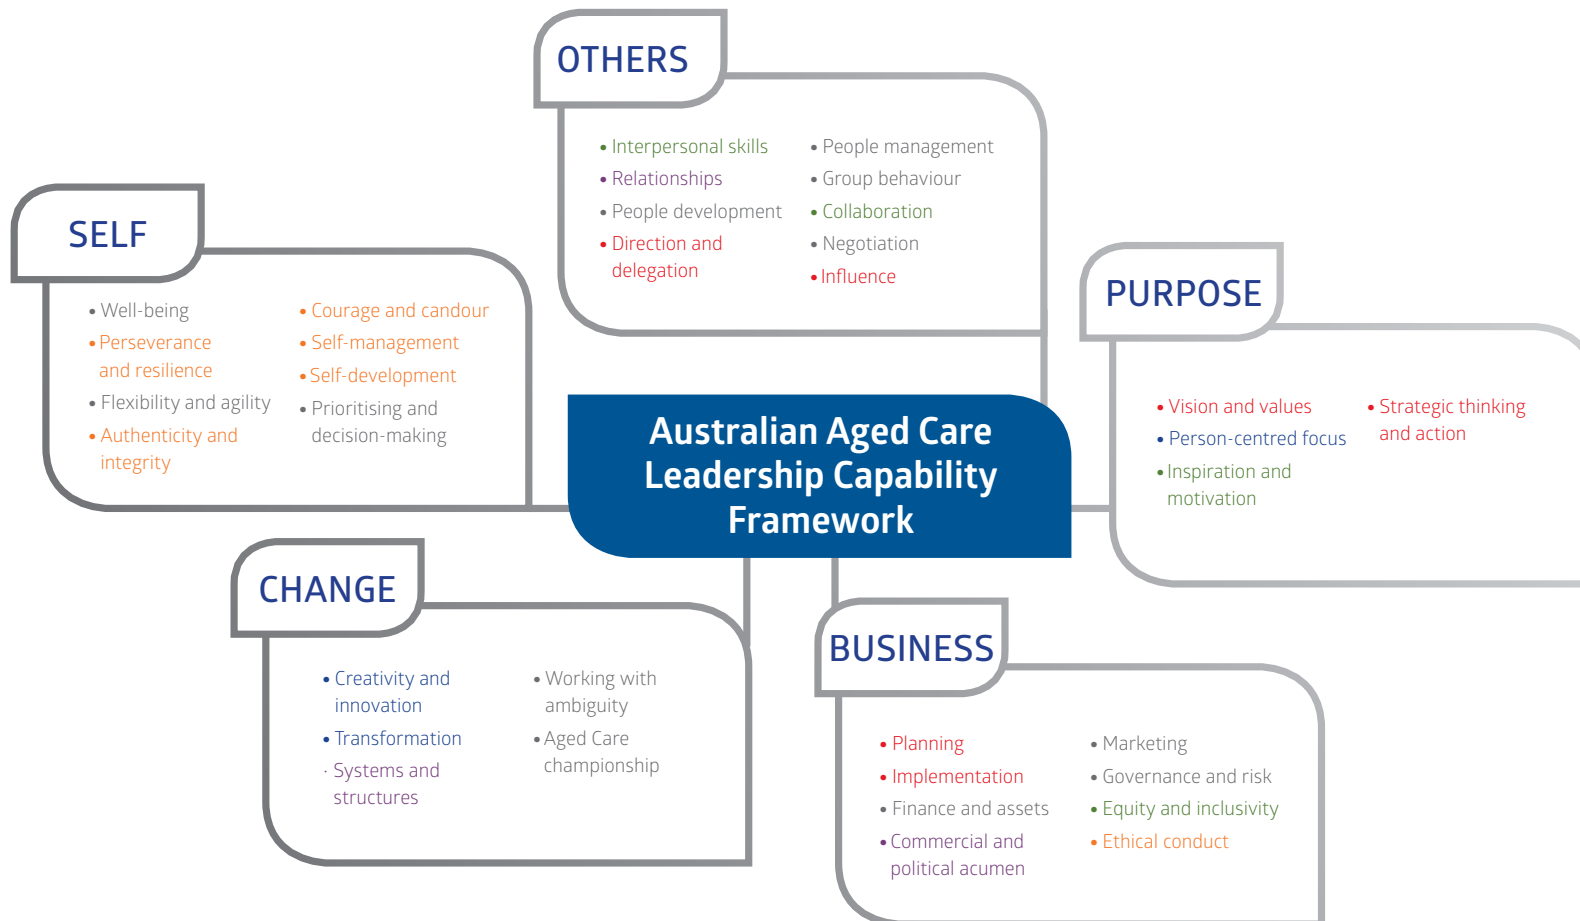 OTHERS
• Interpersonal skills
• Relationships
• People development
• Direction and
delegation
• People management
• Group behaviour
• Collaboration
• Negotiation
• Influence
SELF
• Well-being
• Perseverance
and resilience
• Flexibility and agility
• Authenticity and
integrity
• Courage and candour
• Self-management
• Self-development
• Prioritising and
decision-making
PURPOSE
• Vision and values
• Person-centred focus
• Inspiration and
motivation
• Strategic thinking
and action
Australian Aged Care
Leadership Capability
Framework
CHANGE
• Creativity and
innovation
• Transformation
· Systems and
structures
• Working with
ambiguity
• Aged Care
championship
BUSINESS
• Planning
• Implementation
• Finance and assets
• Commercial and
political acumen
• Marketing
• Governance and risk
• Equity and inclusivity
• Ethical conduct